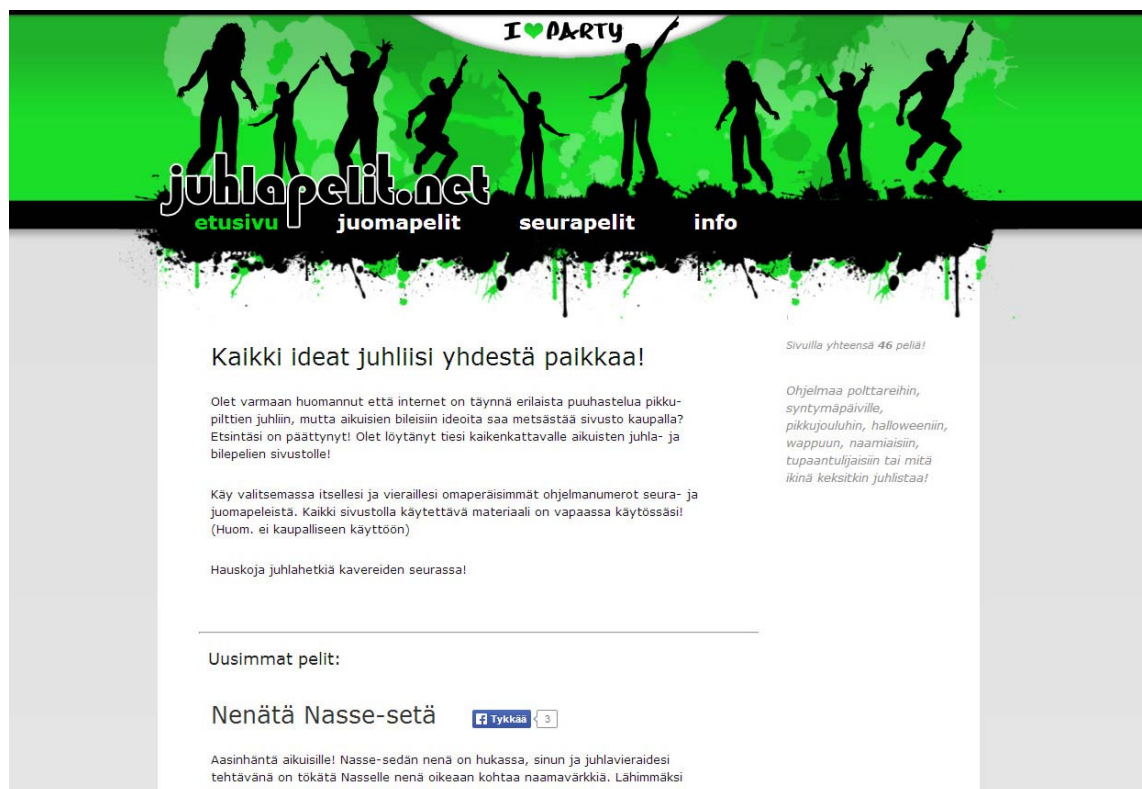 I PARTY
juhlapelit.net
etusivu juomapelit seurapelit info
Kaikki ideat juhliisi yhdestä paikkaa!
Olet varmaan huomannut että internet on täynnä erilaista puuhastelua pikku-
pilttien juhliin, mutta aikuisien bileisiin ideoita saa metsästää sivusto kaupalla?
Etsintäsi on päättynyt! Olet löytänyt tiesi kaikenkattavalle aikuisten juhla- ja
bilepelien sivustolle!
Käy valitsemassa itsellesi ja vieraillesi omaperäisimmät ohjelmanumerot seura- ja
juomapeleistä. Kaikki sivustolla käytettävä materiaali on vapaassa käytössäsi!
(Huom. ei kaupalliseen käyttöön)
Hauskoja juhlahetkiä kavereiden seurassa!
Sivuilla yhteensä 46 peliä!
Ohjelmaa polttareihin,
syntymäpäiville,
pikkujouluhin, halloweeniin,
wappuun, naamiaisiin,
tupaantulijaisiin tai mitä
ikinä keksitkin juhlistaa!
Uusimmat pelit:
Nenätä Nasse-setä
Tykkää 3
Aasinhäntä aikuisille! Nasse-sedän nenä on hukassa, sinun ja juhlavieraidesi
tehtävänä on tökätä Nasselle nenä oikeaan kohtaa naamavärkkiä. Lähimmäksi